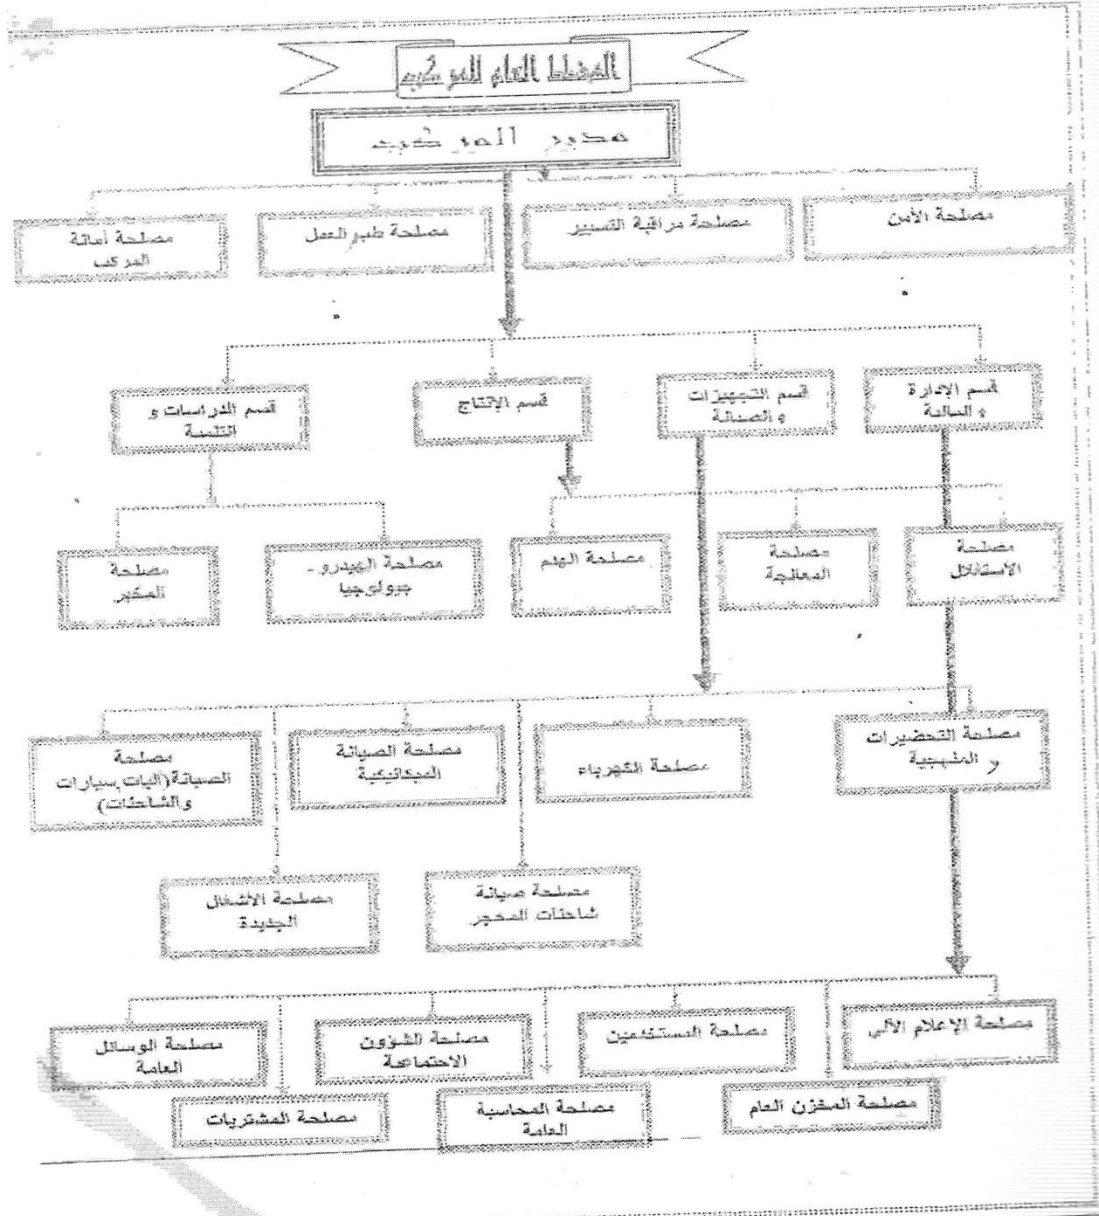 المخطط العام للمركب
مدير المركب
مصلحة الأمن
مصلحة مراقبة التسيير
مصلحة طب العمل
مصلحة أمانة
المركب
قسم الإدارة
و المالية
قسم التجهيزات
و الصيانة
قسم الإنتاج
قسم الدراسات و
التنمية
مصلحة
الإستغلال
مصلحة
المعالجة
مصلحة الهدم
مصلحة الهيدرو-
جيولوجيا
مصلحة
المخبر
مصلحة التحضيرات
و المنهجية
مصلحة الكهرباء
مصلحة الصيانة
الميكانيكية
مصلحة
الصيانة(اليات,سيارات
والشاحنات)
مصلحة صيانة
شاحنات المحجر
مصلحة الأشغال
الجديدة
مصلحة الإعلام الآلي
مصلحة المستخدمين
مصلحة الشؤون
الاجتماعية
مصلحة الوسائل
العامة
مصلحة المخزن العام
مصلحة المحاسبة
العامة
مصلحة المشتريات